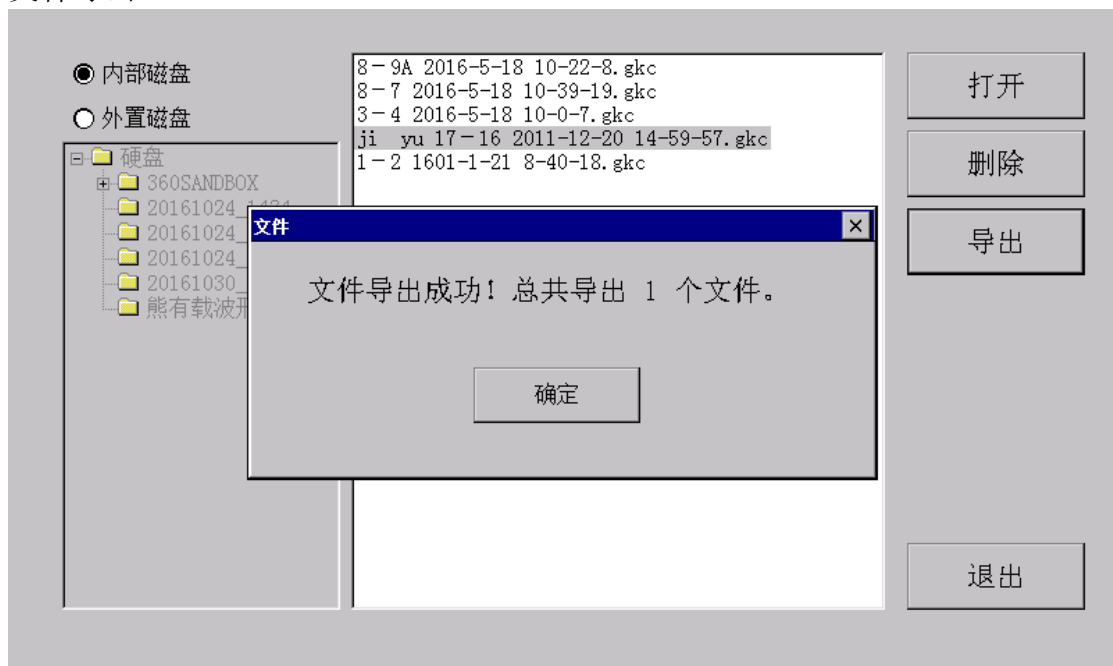 内部磁盘
外置磁盘
硬盘
360SANDBOX
20161024_1434
20161024_
20161024_
20161030_
熊有载波形
8－9A 2016-5-18 10-22-8.gkc
8－7 2016-5-18 10-39-19.gkc
3－4 2016-5-18 10-0-7.gkc
ji  yu 17－16 2011-12-20 14-59-57.gkc
1－2 1601-1-21 8-40-18.gkc
文件
文件导出成功! 总共导出 1 个文件。
确定
打开
删除
导出
退出